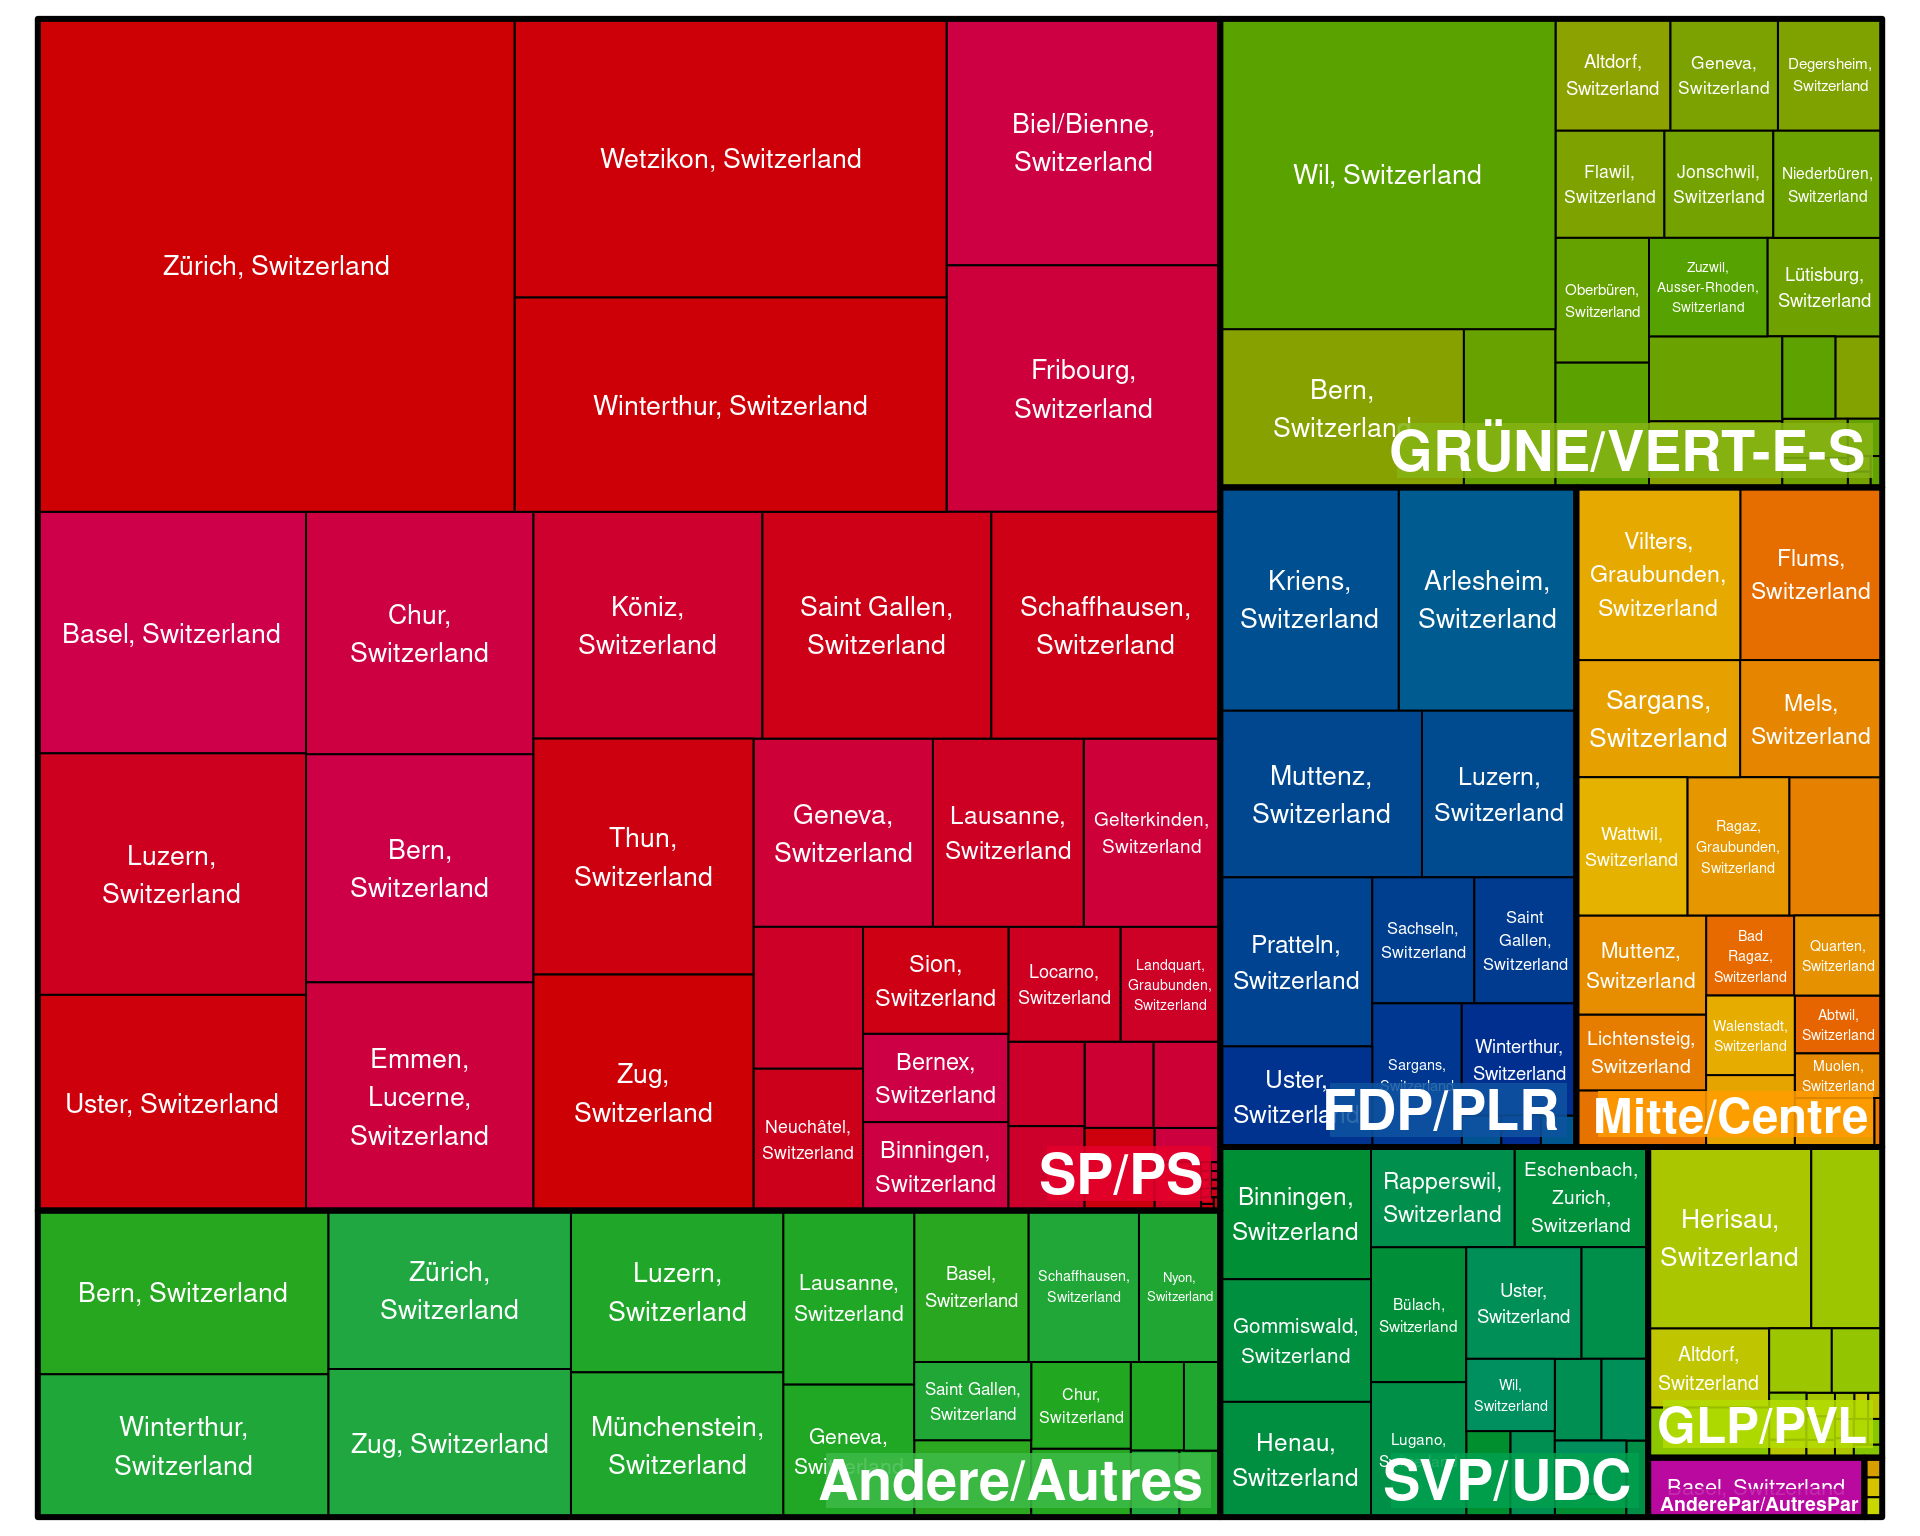 Zürich, Switzerland
Wetzikon, Switzerland
Winterthur, Switzerland
Biel/Bienne,
Switzerland
Fribourg,
Switzerland
Basel, Switzerland
Chur,
Switzerland
Köniz,
Switzerland
Saint Gallen,
Switzerland
Schaffhausen,
Switzerland
Luzern,
Switzerland
Bern,
Switzerland
Thun,
Switzerland
Geneva,
Switzerland
Lausanne,
Switzerland
Gelterkinden,
Switzerland
Uster, Switzerland
Emmen,
Lucerne,
Switzerland
Zug,
Switzerland
Sion,
Switzerland
Locarno,
Switzerland
Landquart,
Graubunden,
Switzerland
Bernex,
Switzerland
Neuchâtel,
Switzerland
Binningen,
Switzerland
SP/PS
Wil, Switzerland
Altdorf,
Switzerland
Geneva,
Switzerland
Degersheim,
Switzerland
Flawil,
Switzerland
Jonschwil,
Switzerland
Niederbüren,
Switzerland
Oberbüren,
Switzerland
Zuzwil,
Ausser-Rhoden,
Switzerland
Lütisburg,
Switzerland
Bern,
Switzerland
GRÜNE/VERT-E-S
Kriens,
Switzerland
Arlesheim,
Switzerland
Muttenz,
Switzerland
Luzern,
Switzerland
Pratteln,
Switzerland
Sachseln,
Switzerland
Saint
Gallen,
Switzerland
Uster,
Switzerland
Sargans,
Switzerland
Winterthur,
Switzerland
FDP/PLR
Vilters,
Graubunden,
Switzerland
Flums,
Switzerland
Sargans,
Switzerland
Mels,
Switzerland
Wattwil,
Switzerland
Ragaz,
Graubunden,
Switzerland
Muttenz,
Switzerland
Bad
Ragaz,
Switzerland
Quarten,
Switzerland
Lichtensteig,
Switzerland
Walenstadt,
Switzerland
Abtwil,
Switzerland
Muolen,
Switzerland
Mitte/Centre
Bern, Switzerland
Zürich,
Switzerland
Luzern,
Switzerland
Lausanne,
Switzerland
Basel,
Switzerland
Schaffhausen,
Switzerland
Nyon,
Switzerland
Winterthur,
Switzerland
Zug, Switzerland
Münchenstein,
Switzerland
Geneva,
Switzerland
Saint Gallen,
Switzerland
Chur,
Switzerland
Andere/Autres
Binningen,
Switzerland
Rapperswil,
Switzerland
Eschenbach,
Zurich,
Switzerland
Gommiswald,
Switzerland
Bülach,
Switzerland
Uster,
Switzerland
Henau,
Switzerland
Wil,
Switzerland
Lugano,
Switzerland
SVP/UDC
Herisau,
Switzerland
Altdorf,
Switzerland
GLP/PVL
Basel, Switzerland
AnderePar/AutresPar